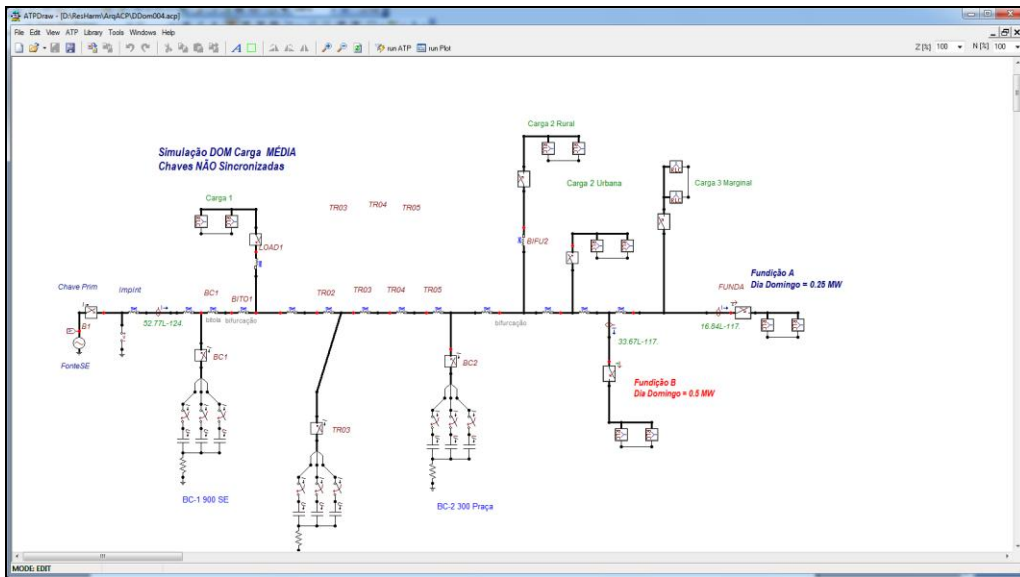 ATPDraw - [D:\ResHarm\ArqACP\DDom004.acp]
File Edit View ATP Library Tools Windows Help
run ATP run Plot
Z [%] 100 N [%] 100
Simulação DOM Carga MÉDIA
Chaves NÃO Sincronizadas
Carga 1
LOAD1
TR03 TR04 TR05
Carga 2 Rural
BIFU2
Carga 2 Urbana
Carga 3 Marginal
Fundição A
Dia Domingo = 0.25 MW
Chave Prim
ImpInt
BC1
BITO1
TR02
TR03
TR04
TR05
FUNDA
B1
52.77L-124.
bitola
bifurcação
bifurcação
33.67L-117.
16.84L-117.
FonteSE
BC1
BC2
TR03
Fundição B
Dia Domingo = 0.5 MW
BC-1 900 SE
BC-2 300 Praça
MODE: EDIT